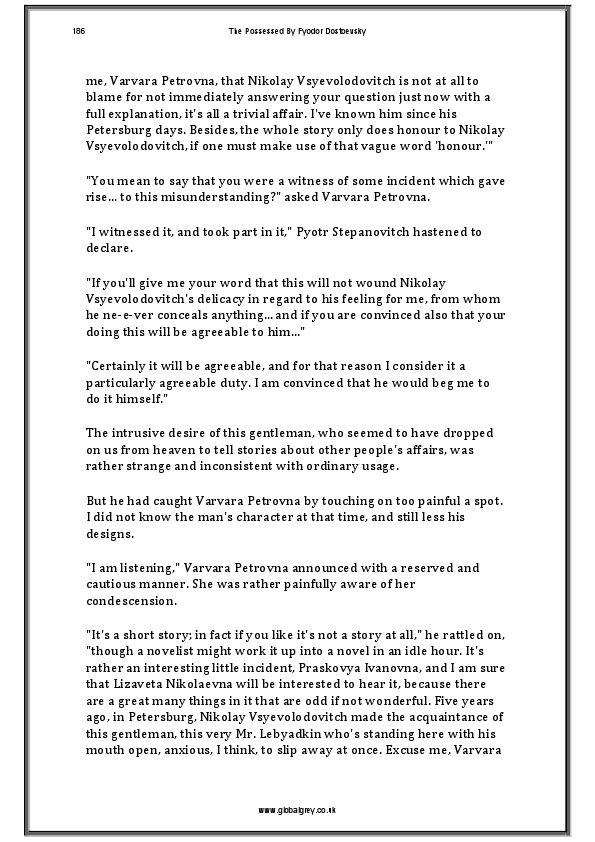 186
The Possessed By Fyodor Dostoevsky
me, Varvara Petrovna, that Nikolay Vsyevolodovitch is not at all to
blame for not immediately answering your question just now with a
full explanation, it's all a trivial affair. I've known him since his
Petersburg days. Besides, the whole story only does honour to Nikolay
Vsyevolodovitch, if one must make use of that vague word 'honour.'"
"You mean to say that you were a witness of some incident which gave
rise... to this misunderstanding?" asked Varvara Petrovna.
"I witnessed it, and took part in it," Pyotr Stepanovitch hastened to
declare.
"If you'll give me your word that this will not wound Nikolay
Vsyevolodovitch's delicacy in regard to his feeling for me, from whom
he ne-e-ver conceals anything... and if you are convinced also that your
doing this will be agreeable to him..."
"Certainly it will be agreeable, and for that reason I consider it a
particularly agreeable duty. I am convinced that he would beg me to
do it himself."
The intrusive desire of this gentleman, who seemed to have dropped
on us from heaven to tell stories about other people's affairs, was
rather strange and inconsistent with ordinary usage.
But he had caught Varvara Petrovna by touching on too painful a spot.
I did not know the man's character at that time, and still less his
designs.
"I am listening," Varvara Petrovna announced with a reserved and
cautious manner. She was rather painfully aware of her
condescension.
"It's a short story; in fact if you like it's not a story at all," he rattled on,
"though a novelist might work it up into a novel in an idle hour. It's
rather an interesting little incident, Praskovya Ivanovna, and I am sure
that Lizaveta Nikolaevna will be interested to hear it, because there
are a great many things in it that are odd if not wonderful. Five years
ago, in Petersburg, Nikolay Vsyevolodovitch made the acquaintance of
this gentleman, this very Mr. Lebyadkin who's standing here with his
mouth open, anxious, I think, to slip away at once. Excuse me, Varvara
www.globalgrey.co.uk